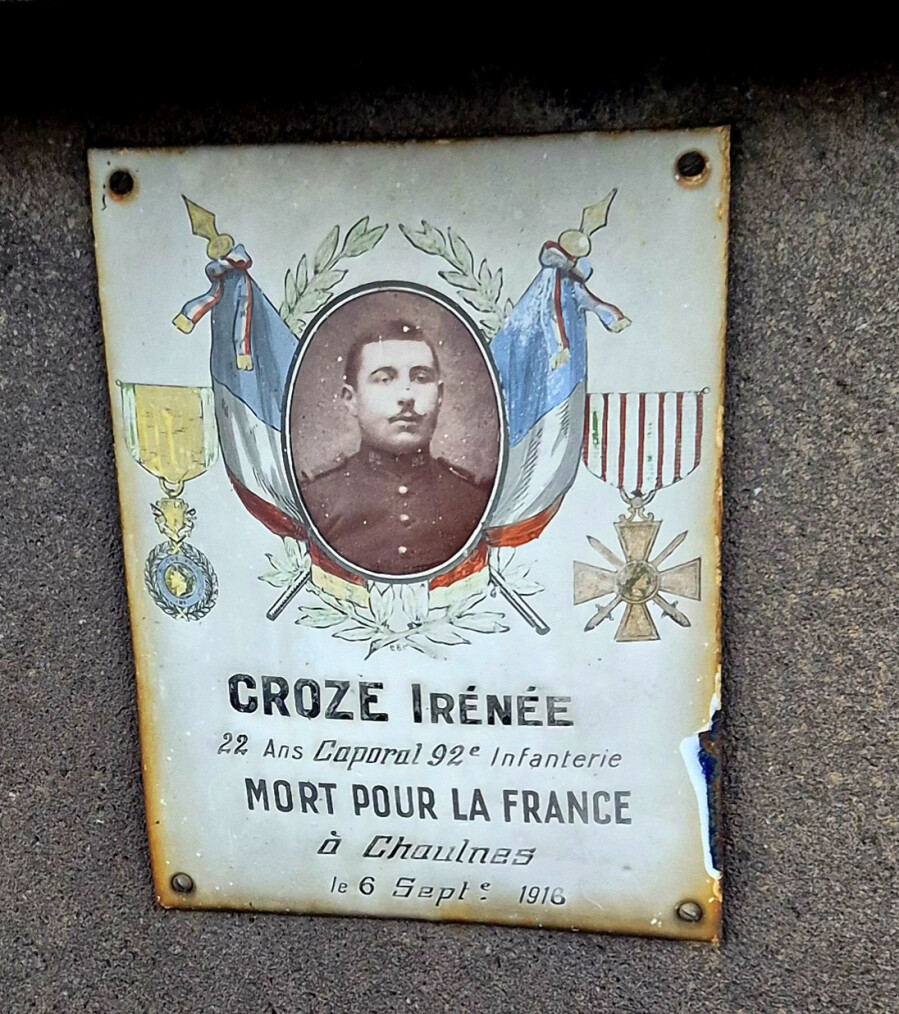 CROZE IRÉNÉE
22 Ans Caporal 92e Infanterie
MORT POUR LA FRANCE
à Chaulnes
le 6 Septe. 1916